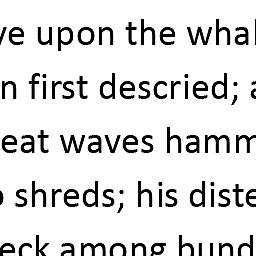 ve upon the whal
n first descried; a
eat waves hamm
o shreds; his diste
eck among bund